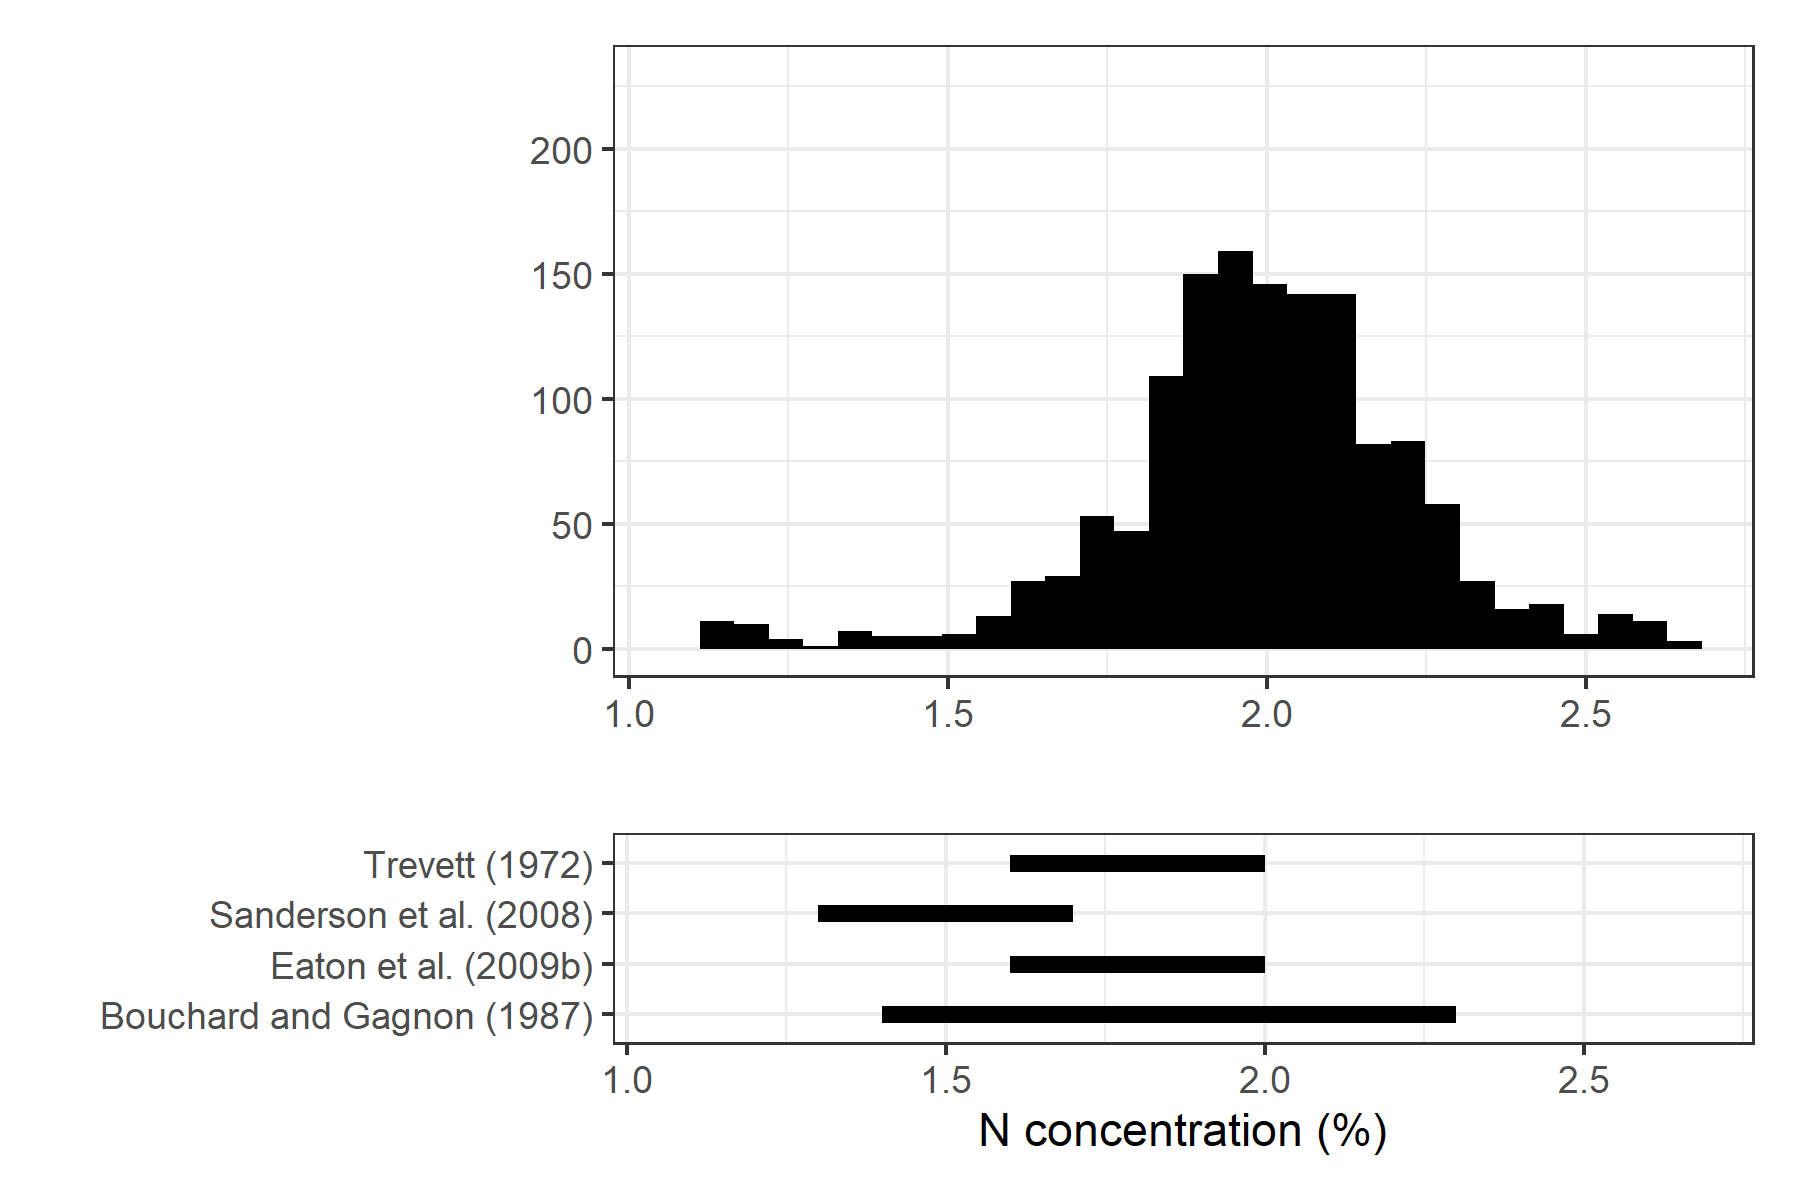 200
150
100
50
0
1.0 1.5 2.0 2.5
Trevett (1972)
Sanderson et al. (2008)
Eaton et al. (2009b)
Bouchard and Gagnon (1987)
1.0 1.5 2.0 2.5
N concentration (%)